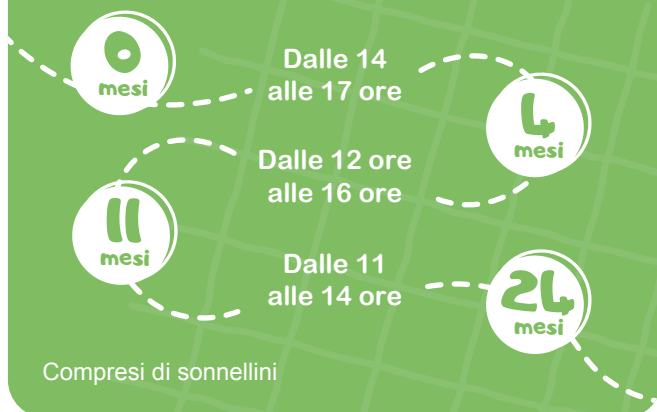 0
mesi
Dalle 14
alle 17 ore
4
mesi
Dalle 12 ore
alle 16 ore
11
mesi
Dalle 11
alle 14 ore
24
mesi
Compresi di sonnellini